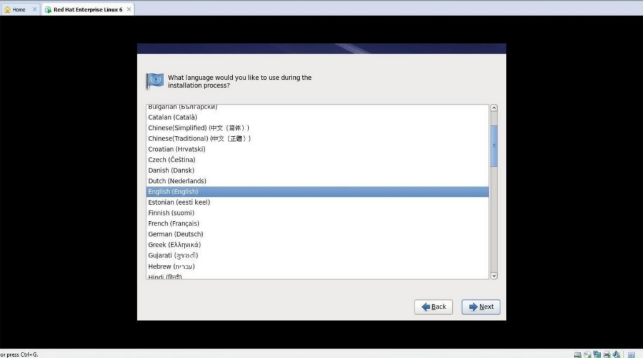 Home
Red Hat Enterprise Linux 6
What language would you like to use during the
installation process?
Bulgarian (Български)
Catalan (Català)
Chinese(Simplified) (中文（简体）)
Chinese(Traditional) (中文（正體）)
Croatian (Hrvatski)
Czech (Čeština)
Danish (Dansk)
Dutch (Nederlands)
English (English)
Estonian (eesti keel)
Finnish (suomi)
French (Français)
German (Deutsch)
Greek (Ελληνικά)
Gujarati (ગુજરાતી)
Hebrew (עברית)
Hindi (हिन्दी)
Back
Next
or press Ctrl+G.